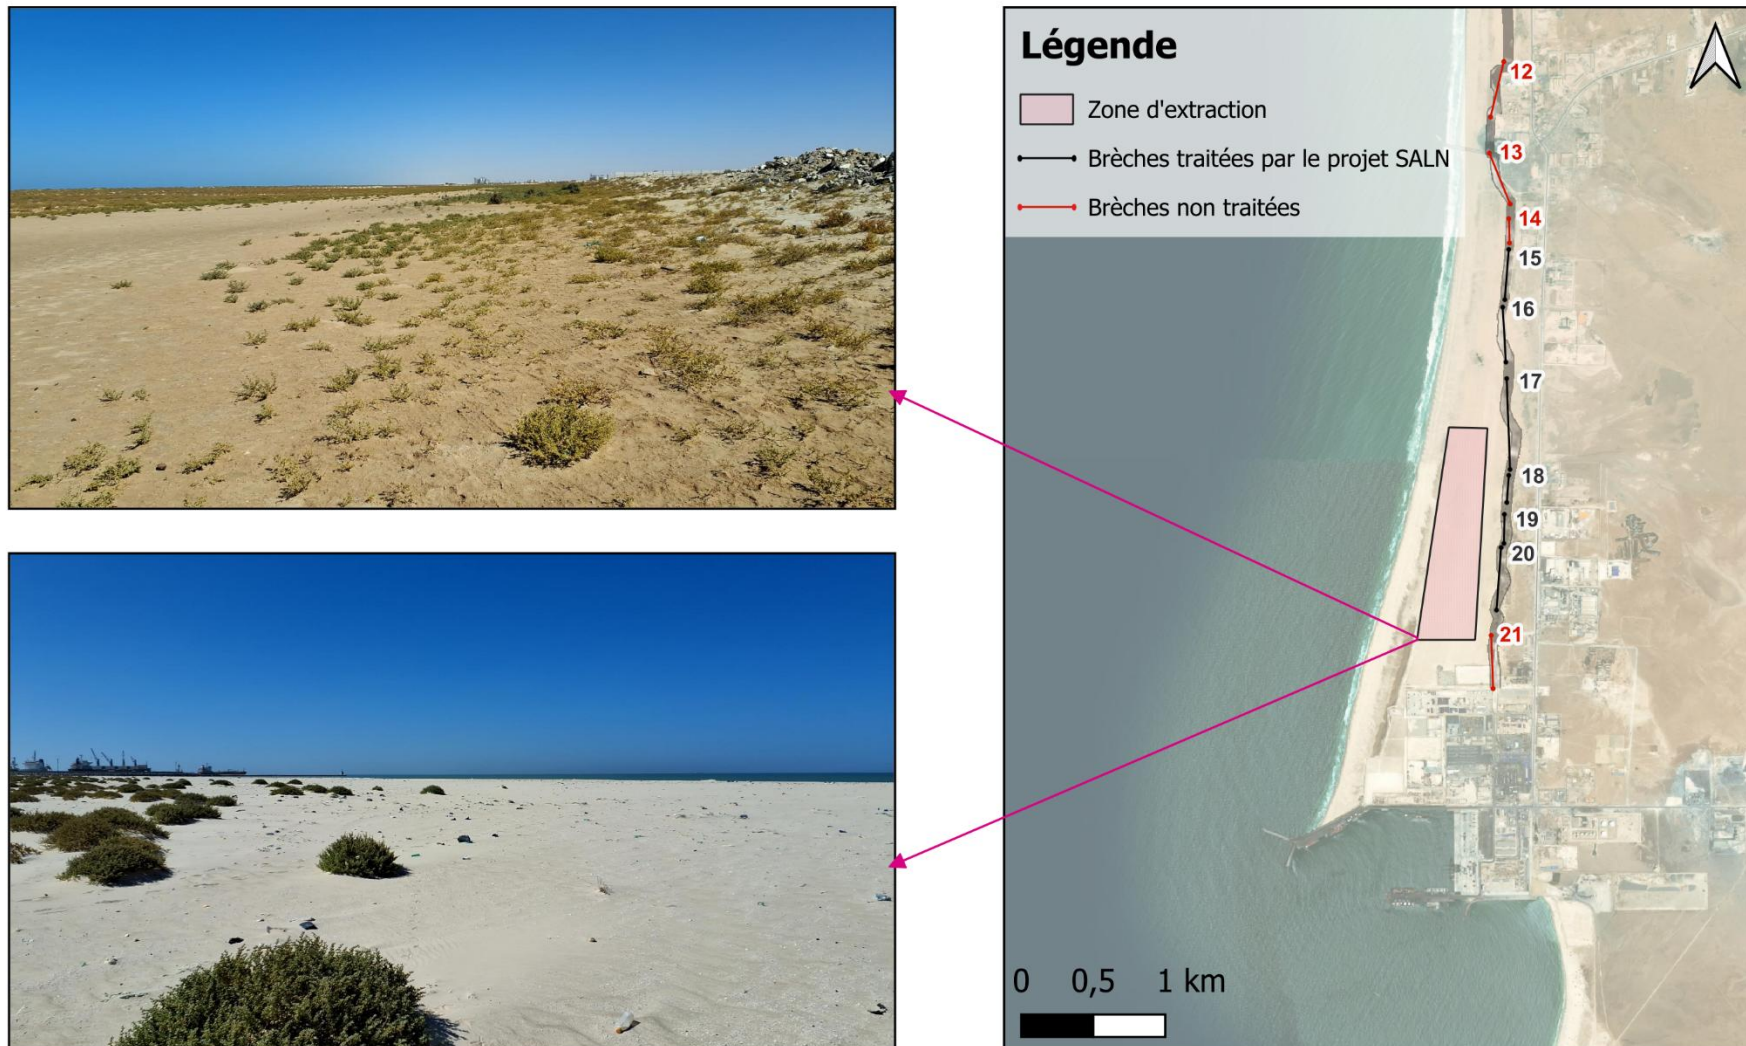 Légende
Zone d'extraction
Brèches traitées par le projet SALN
Brèches non traitées
12
13
14
15
16
17
18
19
20
21
0 0,5 1 km